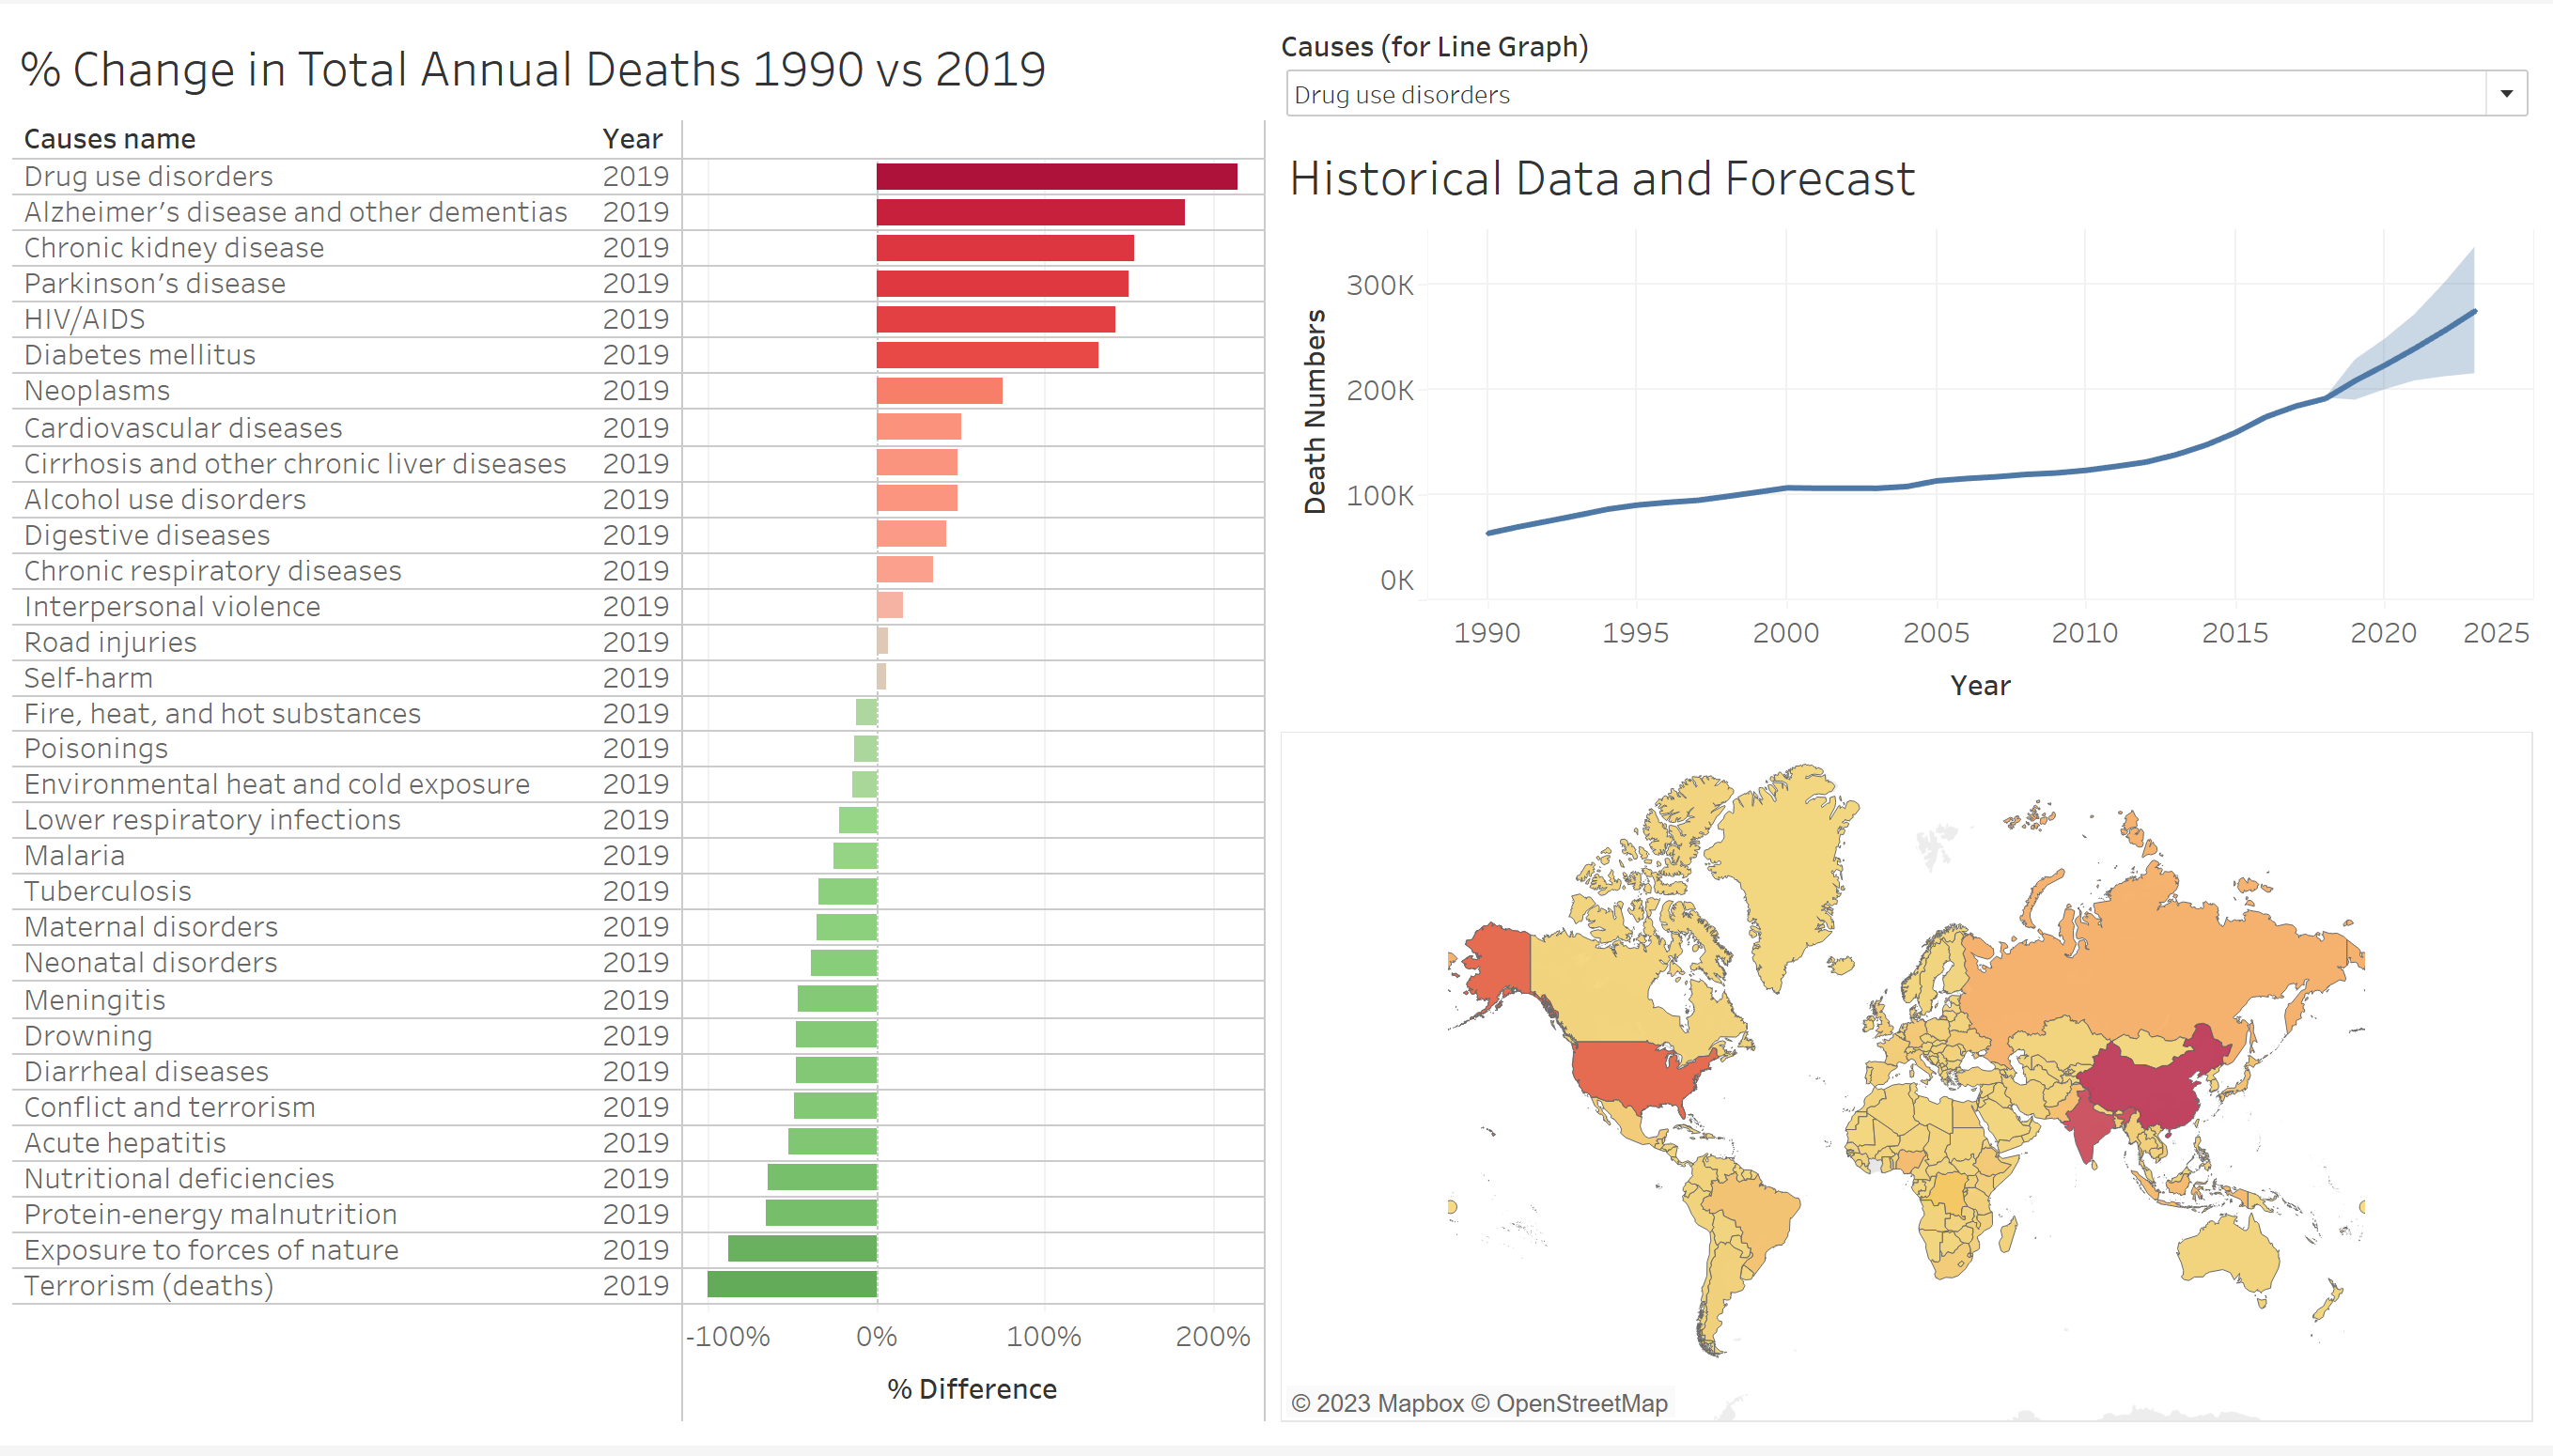 % Change in Total Annual Deaths 1990 vs 2019
Causes name Year
Drug use disorders 2019
Alzheimer's disease and other dementias 2019
Chronic kidney disease 2019
Parkinson's disease 2019
HIV/AIDS 2019
Diabetes mellitus 2019
Neoplasms 2019
Cardiovascular diseases 2019
Cirrhosis and other chronic liver diseases 2019
Alcohol use disorders 2019
Digestive diseases 2019
Chronic respiratory diseases 2019
Interpersonal violence 2019
Road injuries 2019
Self-harm 2019
Fire, heat, and hot substances 2019
Poisonings 2019
Environmental heat and cold exposure 2019
Lower respiratory infections 2019
Malaria 2019
Tuberculosis 2019
Maternal disorders 2019
Neonatal disorders 2019
Meningitis 2019
Drowning 2019
Diarrheal diseases 2019
Conflict and terrorism 2019
Acute hepatitis 2019
Nutritional deficiencies 2019
Protein-energy malnutrition 2019
Exposure to forces of nature 2019
Terrorism (deaths) 2019
-100% 0% 100% 200%
% Difference
Causes (for Line Graph)
Drug use disorders
Historical Data and Forecast
Death Numbers
300K
200K
100K
0K
1990 1995 2000 2005 2010 2015 2020 2025
Year
© 2023 Mapbox © OpenStreetMap